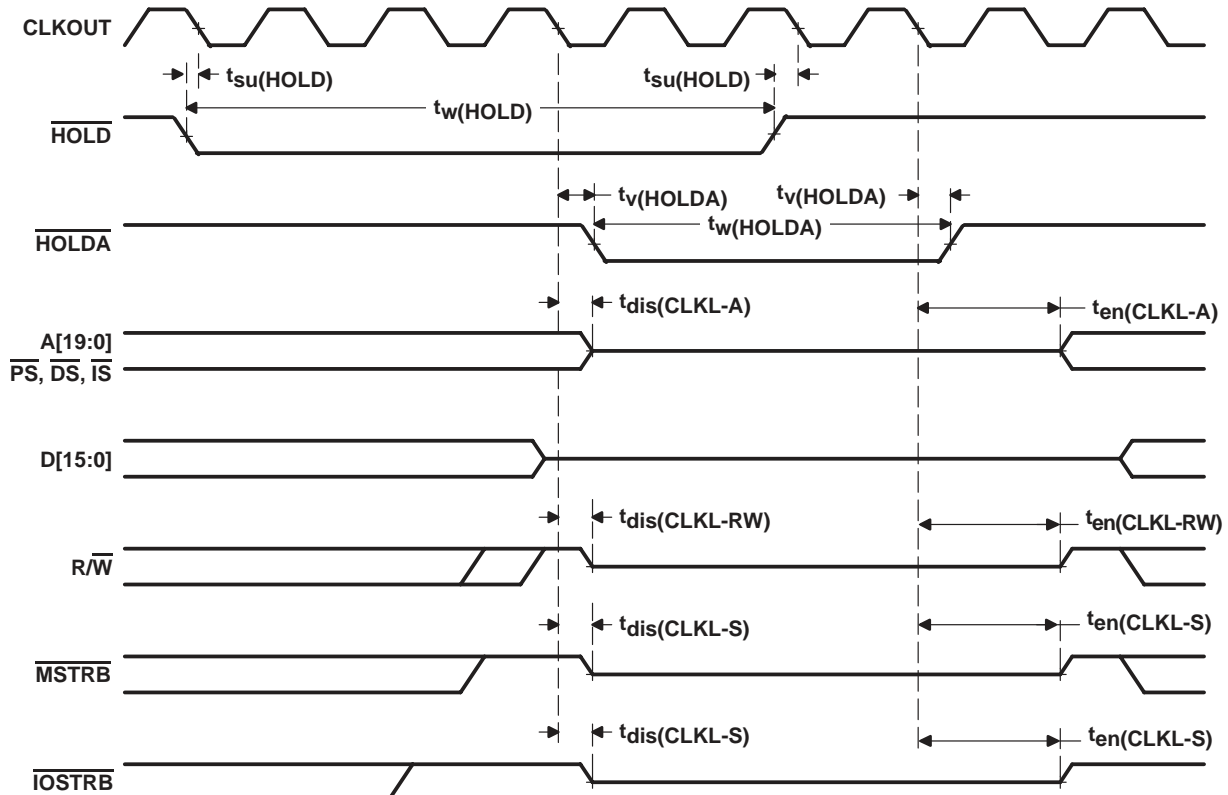 CLKOUT
tsu(HOLD)
tsu(HOLD)
tw(HOLD)
HOLD
tv(HOLDA)
tv(HOLDA)
tw(HOLDA)
HOLDA
tdis(CLKL-A)
ten(CLKL-A)
A[19:0]
PS, DS, IS
D[15:0]
tdis(CLKL-RW)
ten(CLKL-RW)
R/W
tdis(CLKL-S)
ten(CLKL-S)
MSTRB
tdis(CLKL-S)
ten(CLKL-S)
IOSTRB